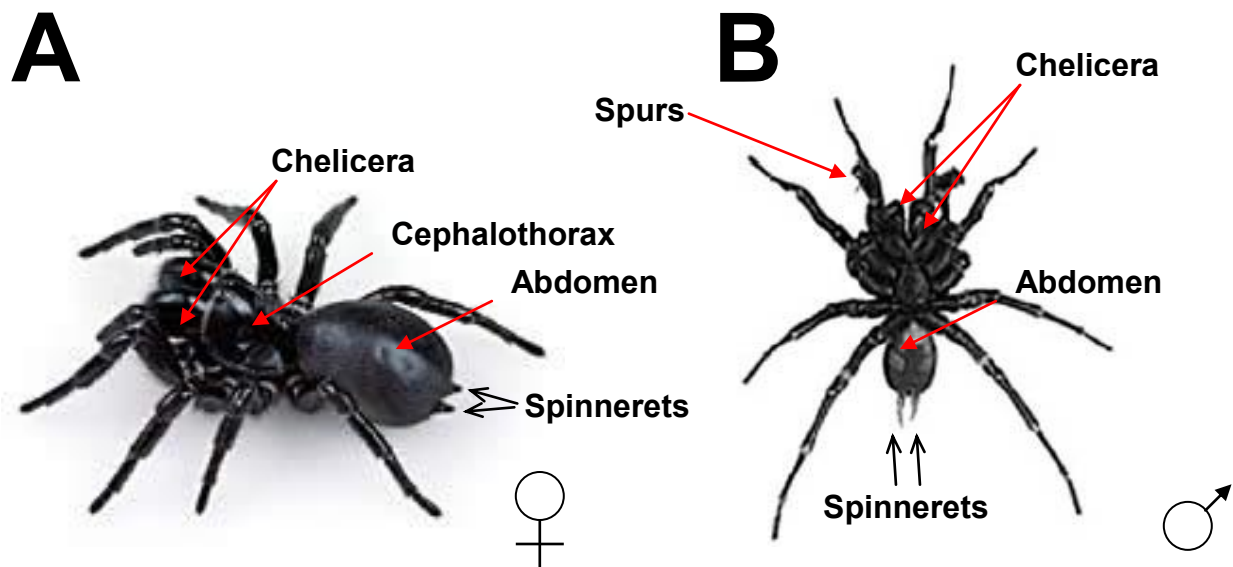 A
Chelicera
Cephalothorax
Abdomen
Spinnerets
B
Chelicera
Spurs
Abdomen
Spinnerets